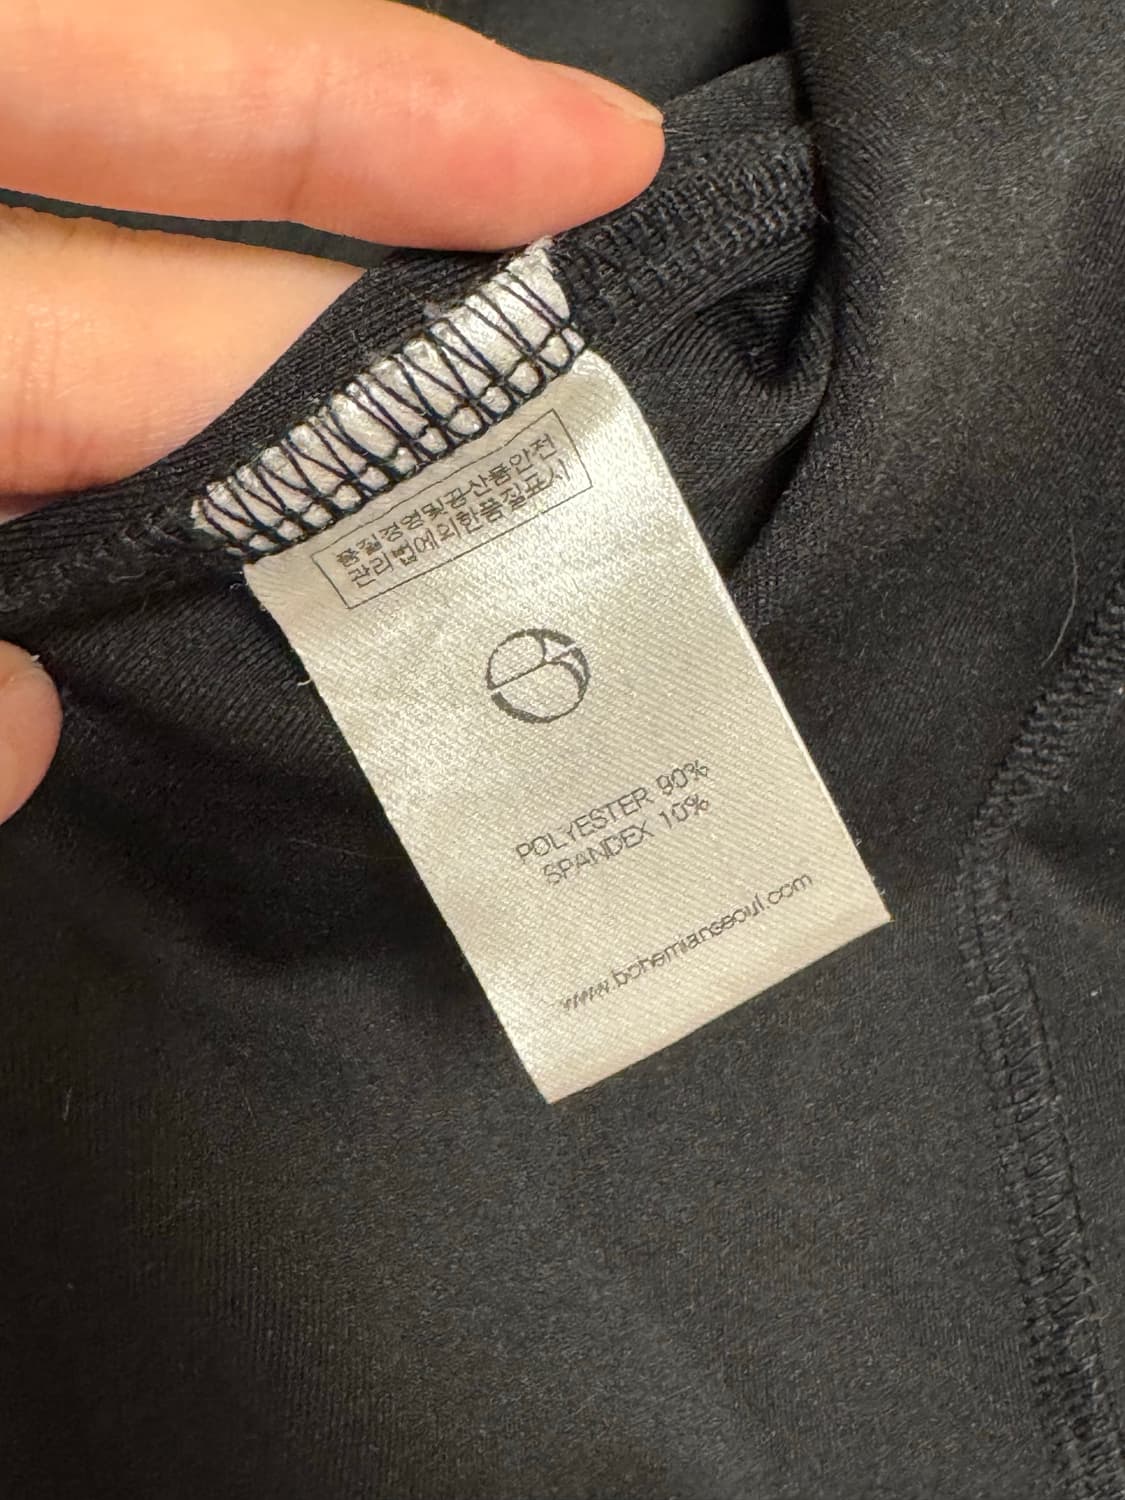 품질경영및공산품안전
관리법에의한품질표시
POLYESTER 90%
SPANDEX 10%
www.bohemianseoul.com